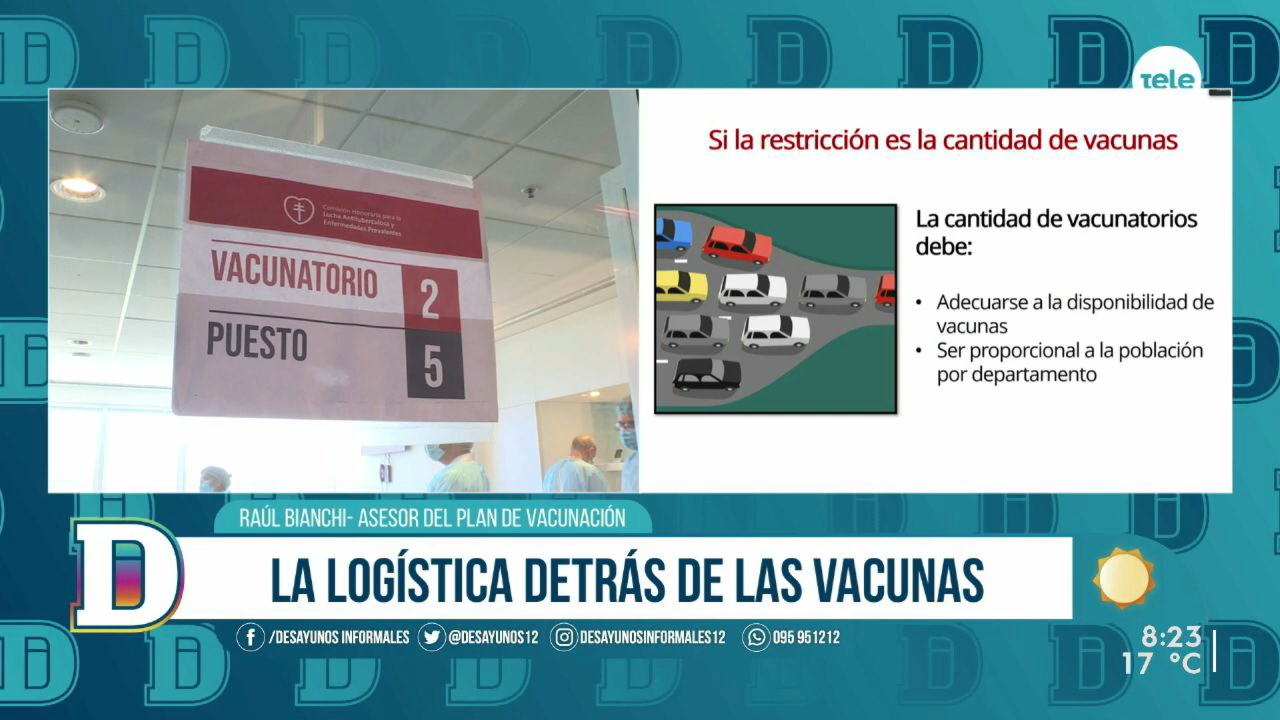 Tele
Si la restricción es la cantidad de vacunas
Comisión Honoraria para la
Lucha Antituberculosa y
Enfermedades Prevalentes
VACUNATORIO 2
PUESTO 5
La cantidad de vacunatorios
debe:
• Adecuarse a la disponibilidad de
vacunas
• Ser proporcional a la población
por departamento
RAÚL BIANCHI- ASESOR DEL PLAN DE VACUNACIÓN
D
LA LOGÍSTICA DETRÁS DE LAS VACUNAS
/DESAYUNOS INFORMALES @DESAYUNOS12 DESAYUNOSINFORMALES12 095 951212
8:23
17 °C